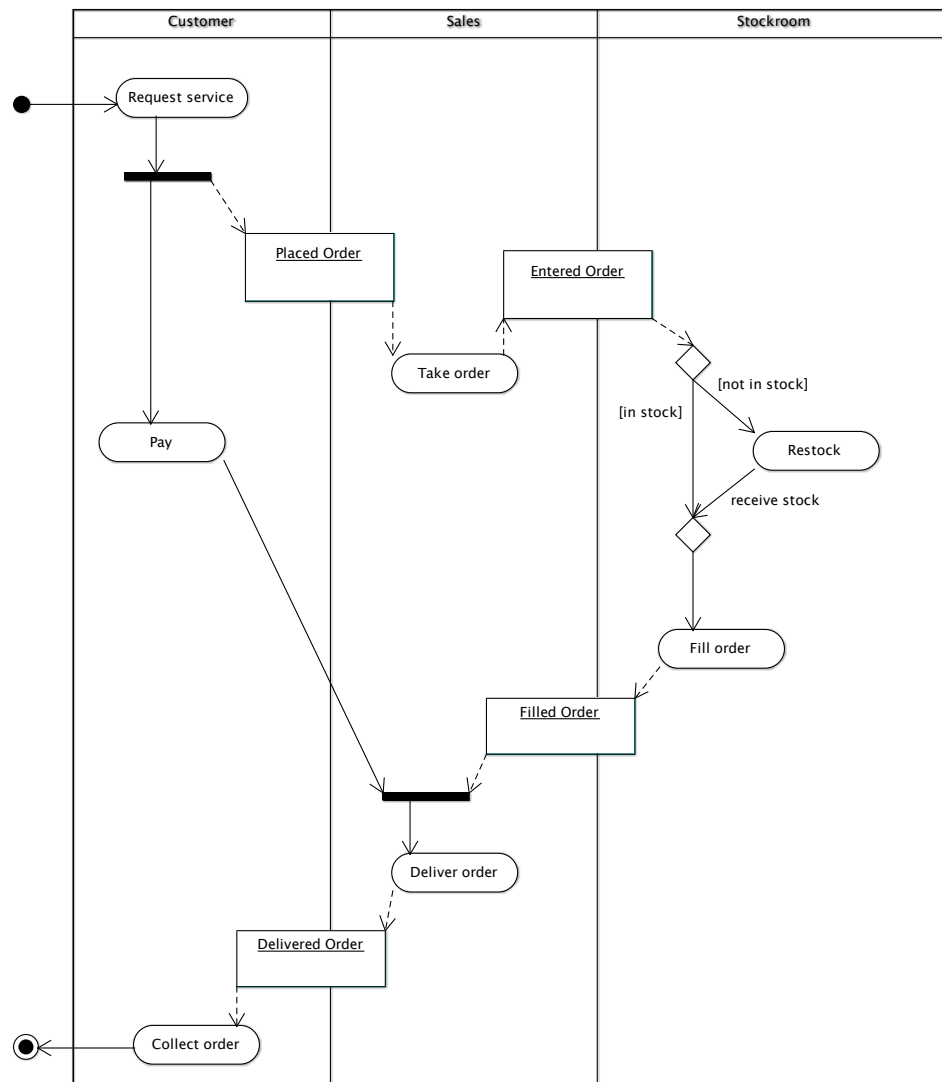 Customer
Sales
Stockroom
Request service
Placed Order
Entered Order
Take order
[not in stock]
[in stock]
Pay
Restock
receive stock
Fill order
Filled Order
Deliver order
Delivered Order
Collect order